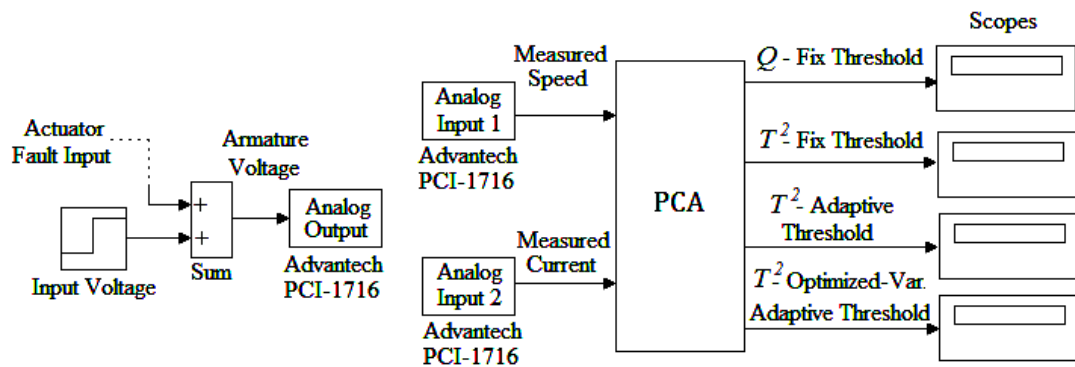 Actuator
Fault Input
Armature
Voltage
+
+
Sum
Input Voltage
Analog
Output
Advantech
PCI-1716
Measured
Speed
Analog
Input 1
Advantech
PCI-1716
Measured
Current
Analog
Input 2
Advantech
PCI-1716
PCA
Scopes
Q - Fix Threshold
T² - Fix Threshold
T² - Adaptive
Threshold
T² - Optimized-Var.
Adaptive Threshold